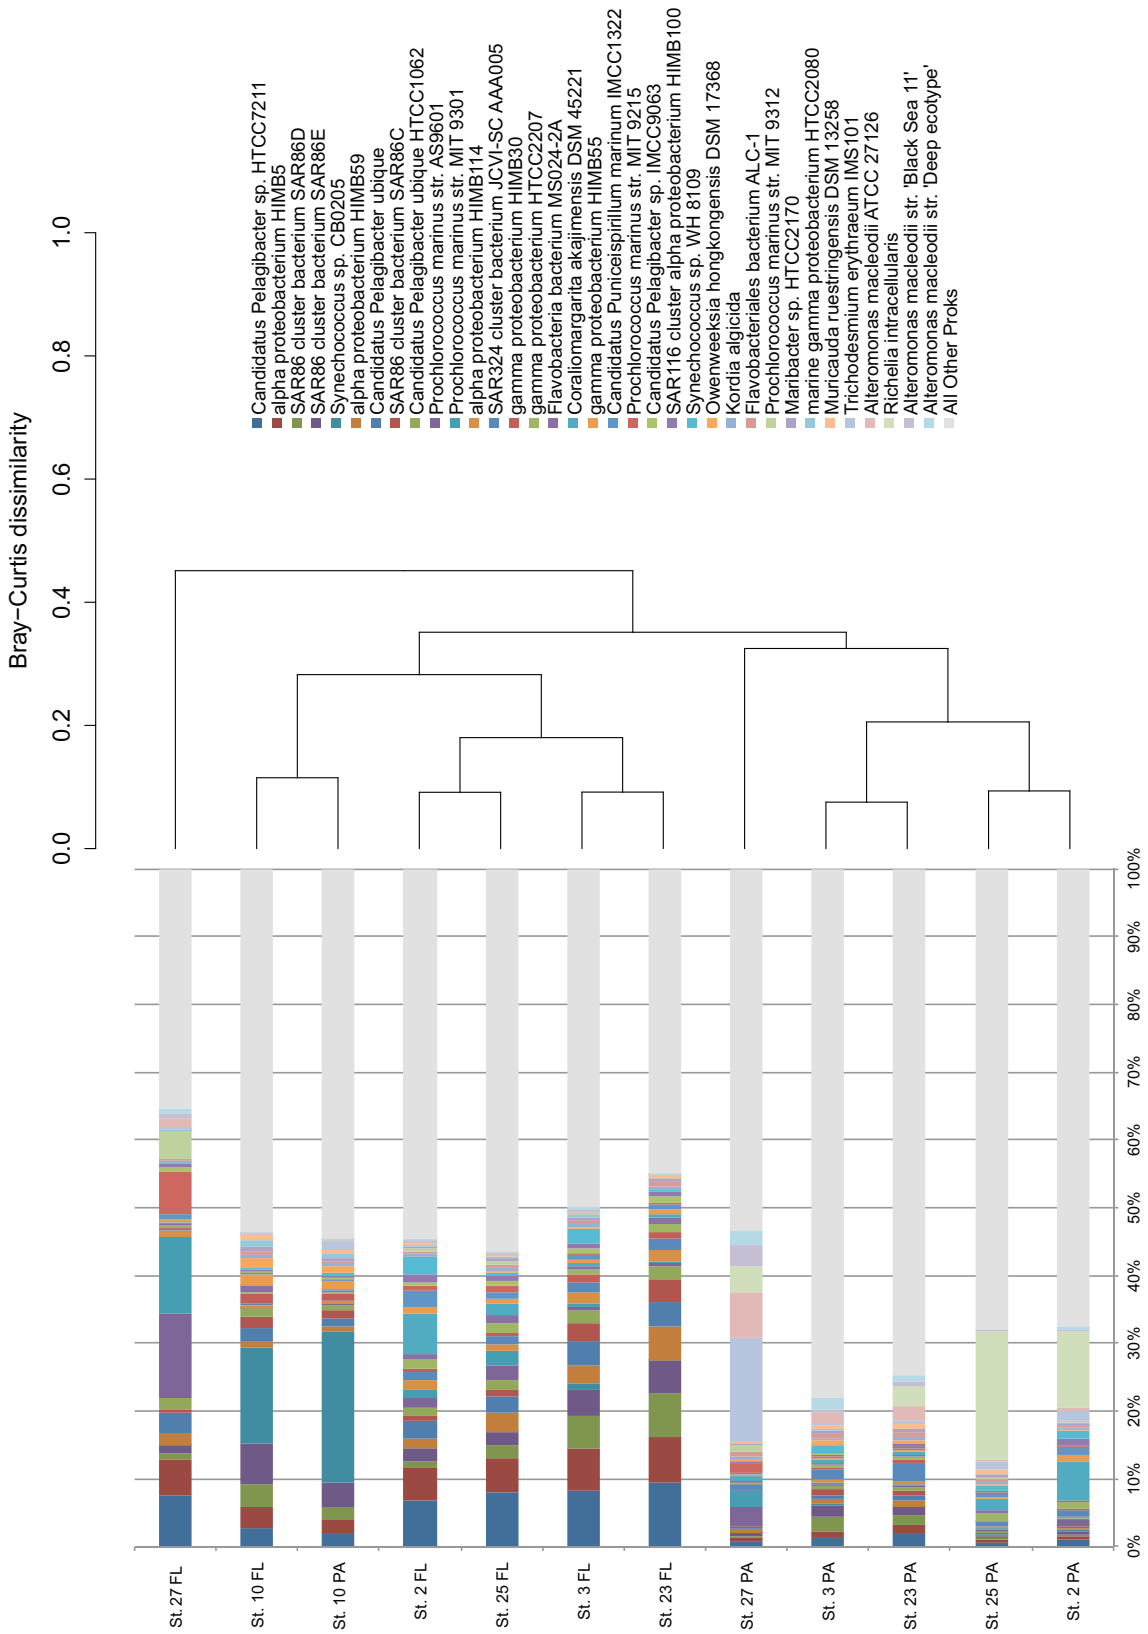 Bray−Curtis dissimilarity
0.0
0.2
0.4
0.6
0.8
1.0
Candidatus Pelagibacter sp. HTCC7211
alpha proteobacterium HIMB5
SAR86 cluster bacterium SAR86D
SAR86 cluster bacterium SAR86E
Synechococcus sp. CB0205
alpha proteobacterium HIMB59
Candidatus Pelagibacter ubique
SAR86 cluster bacterium SAR86C
Candidatus Pelagibacter ubique HTCC1062
Prochlorococcus marinus str. AS9601
Prochlorococcus marinus str. MIT 9301
alpha proteobacterium HIMB114
SAR324 cluster bacterium JCVI-SC AAA005
gamma proteobacterium HIMB30
gamma proteobacterium HTCC2207
Flavobacteria bacterium MS024-2A
Coraliomargarita akajimensis DSM 45221
gamma proteobacterium HIMB55
Candidatus Puniceispirillum marinum IMCC1322
Prochlorococcus marinus str. MIT 9215
Candidatus Pelagibacter sp. IMCC9063
SAR116 cluster alpha proteobacterium HIMB100
Synechococcus sp. WH 8109
Owenweeksia hongkongensis DSM 17368
Kordia algicida
Flavobacteriales bacterium ALC-1
Prochlorococcus marinus str. MIT 9312
Maribacter sp. HTCC2170
marine gamma proteobacterium HTCC2080
Muricauda ruestringensis DSM 13258
Trichodesmium erythraeum IMS101
Alteromonas macleodii ATCC 27126
Richelia intracellularis
Alteromonas macleodii str. 'Black Sea 11'
Alteromonas macleodii str. 'Deep ecotype'
All Other Proks
St. 27 FL
St. 10 FL
St. 10 PA
St. 2 FL
St. 25 FL
St. 3 FL
St. 23 FL
St. 27 PA
St. 3 PA
St. 23 PA
St. 25 PA
St. 2 PA
0%
10%
20%
30%
40%
50%
60%
70%
80%
90%
100%